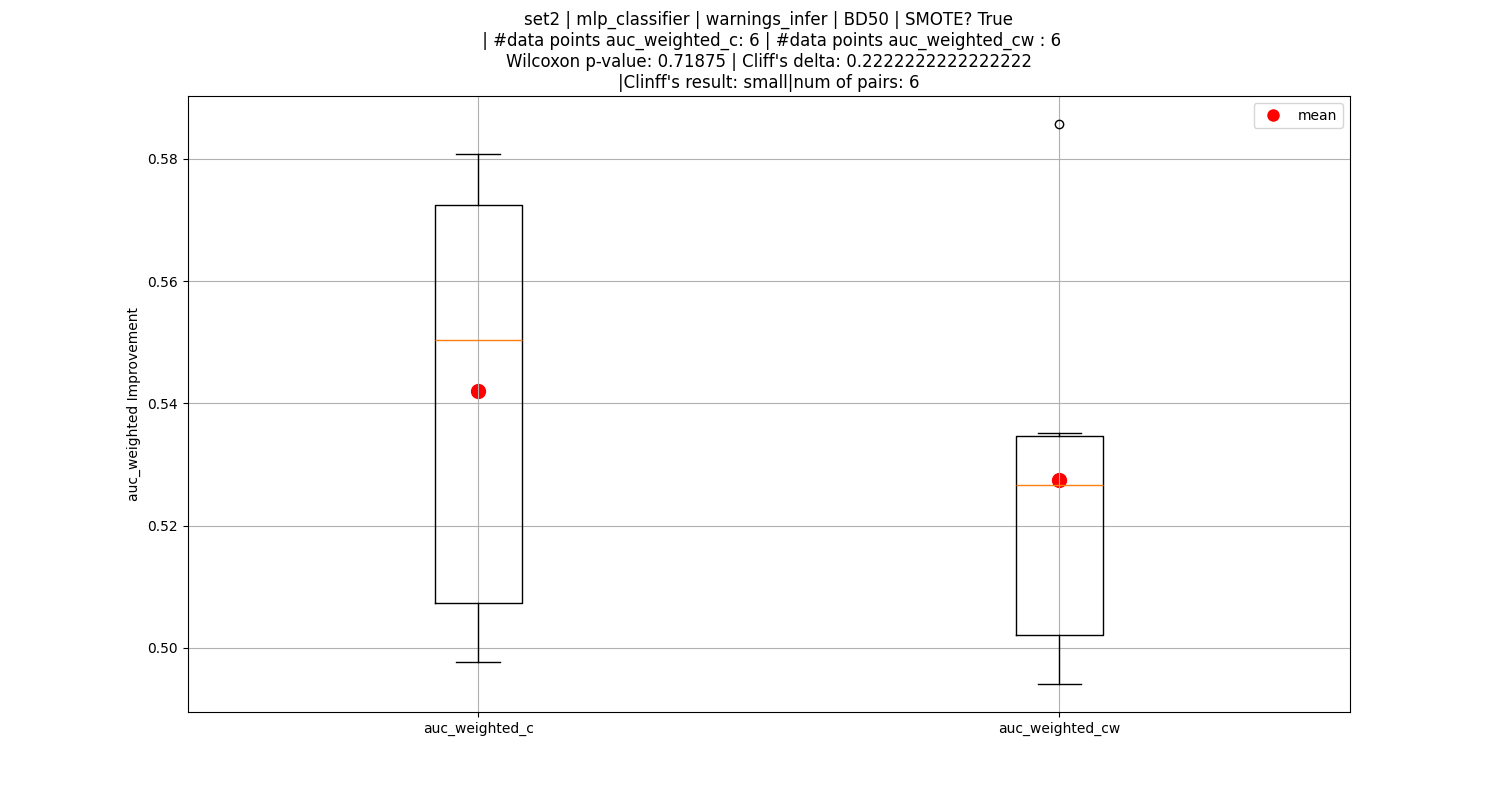 set2 | mlp_classifier | warnings_infer | BD50 | SMOTE? True
| #data points auc_weighted_c: 6 | #data points auc_weighted_cw : 6
Wilcoxon p-value: 0.71875 | Cliff's delta: 0.2222222222222222
|Clinff's result: small|num of pairs: 6
mean
0.58
0.56
0.54
0.52
0.50
auc_weighted Improvement
auc_weighted_c
auc_weighted_cw